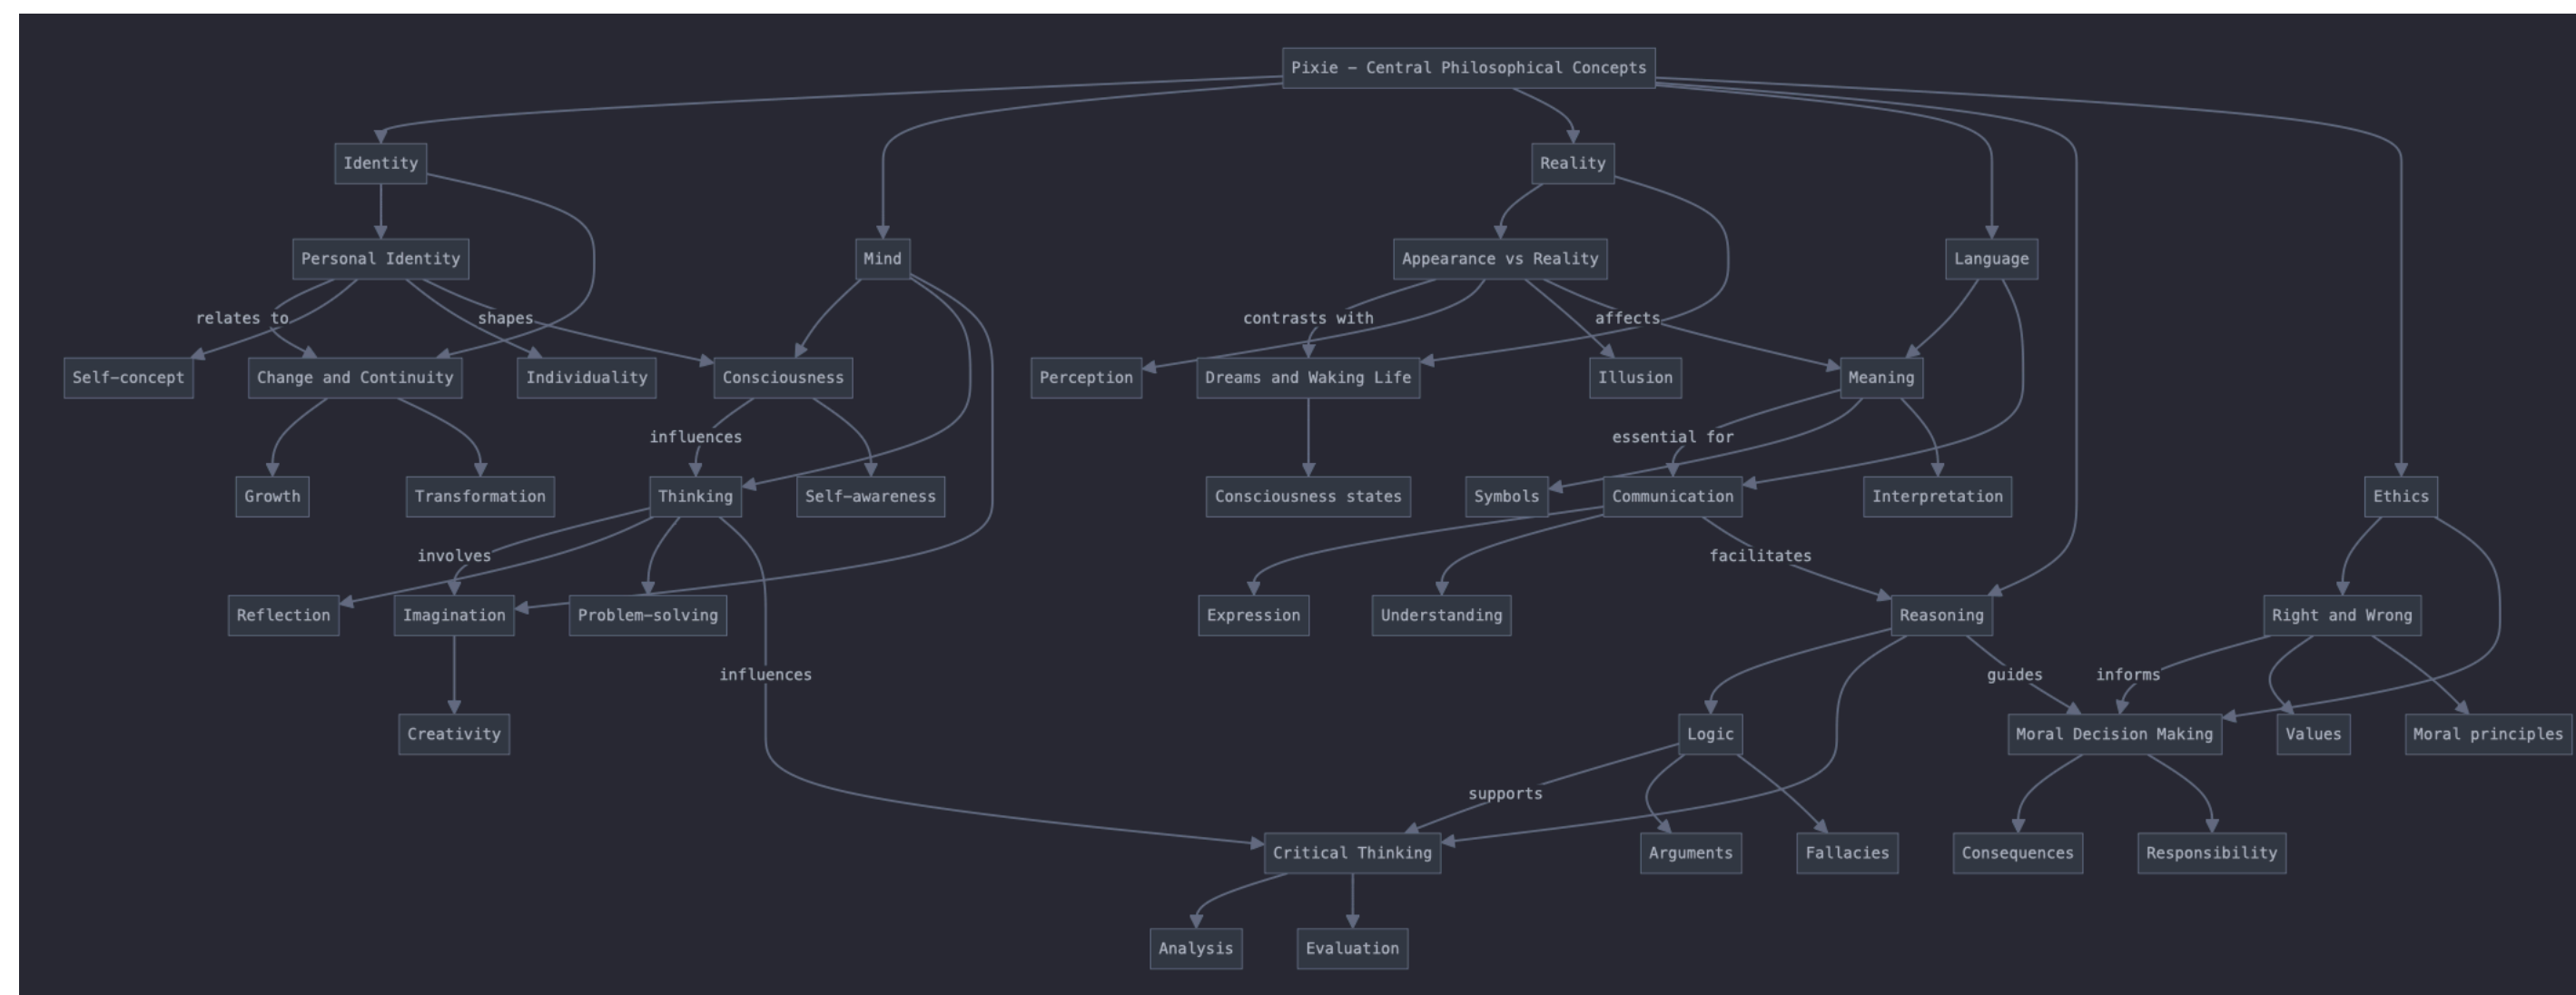 Pixie – Central Philosophical Concepts
Identity
Reality
Personal Identity
Mind
Appearance vs Reality
Language
relates to
shapes
contrasts with
affects
Self-concept
Change and Continuity
Individuality
Consciousness
Perception
Dreams and Waking Life
Illusion
Meaning
influences
essential for
Growth
Transformation
Thinking
Self-awareness
Consciousness states
Symbols
Communication
Interpretation
Ethics
involves
facilitates
Reflection
Imagination
Problem-solving
Expression
Understanding
Reasoning
Right and Wrong
influences
guides
informs
Creativity
Logic
Moral Decision Making
Values
Moral principles
supports
Critical Thinking
Arguments
Fallacies
Consequences
Responsibility
Analysis
Evaluation